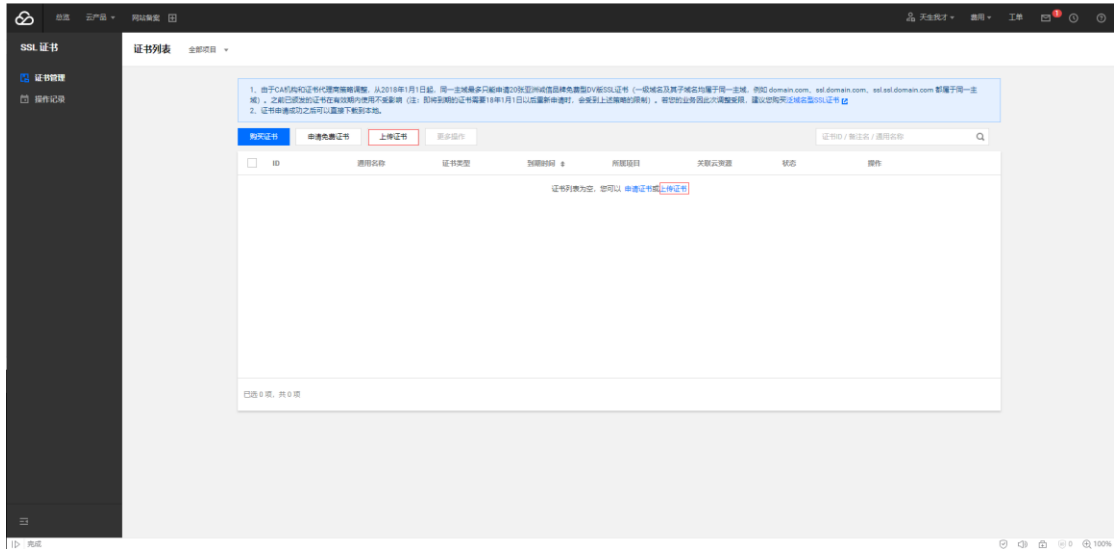 总览 云产品 网站备案 天生我才 费用 工单 1
SSL 证书
证书列表 全部项目
证书管理
操作记录
1、由于CA机构和证书代理商策略调整，从2018年1月1日起，同一主域最多只能申请20张亚洲诚信品牌免费型DV版SSL证书（一级域名及其子域名均属于同一主域，例如 domain.com、ssl.domain.com、ssl.ssl.domain.com 都属于同一主
域）。之前已颁发的证书在有效期内使用不受影响（注：即将到期的证书需要18年1月1日以后重新申请时，会受到上述策略的限制）。若您的业务因此次调整受限，建议您购买泛域名型SSL证书
2、证书申请成功之后可以直接下载到本地。
购买证书 申请免费证书 上传证书 更多操作 证书ID / 备注名 / 通用名称
ID 通用名称 证书类型 到期时间 所属项目 关联云资源 状态 操作
证书列表为空，您可以 申请证书或上传证书
已选 0 项，共 0 项
完成 0 100%